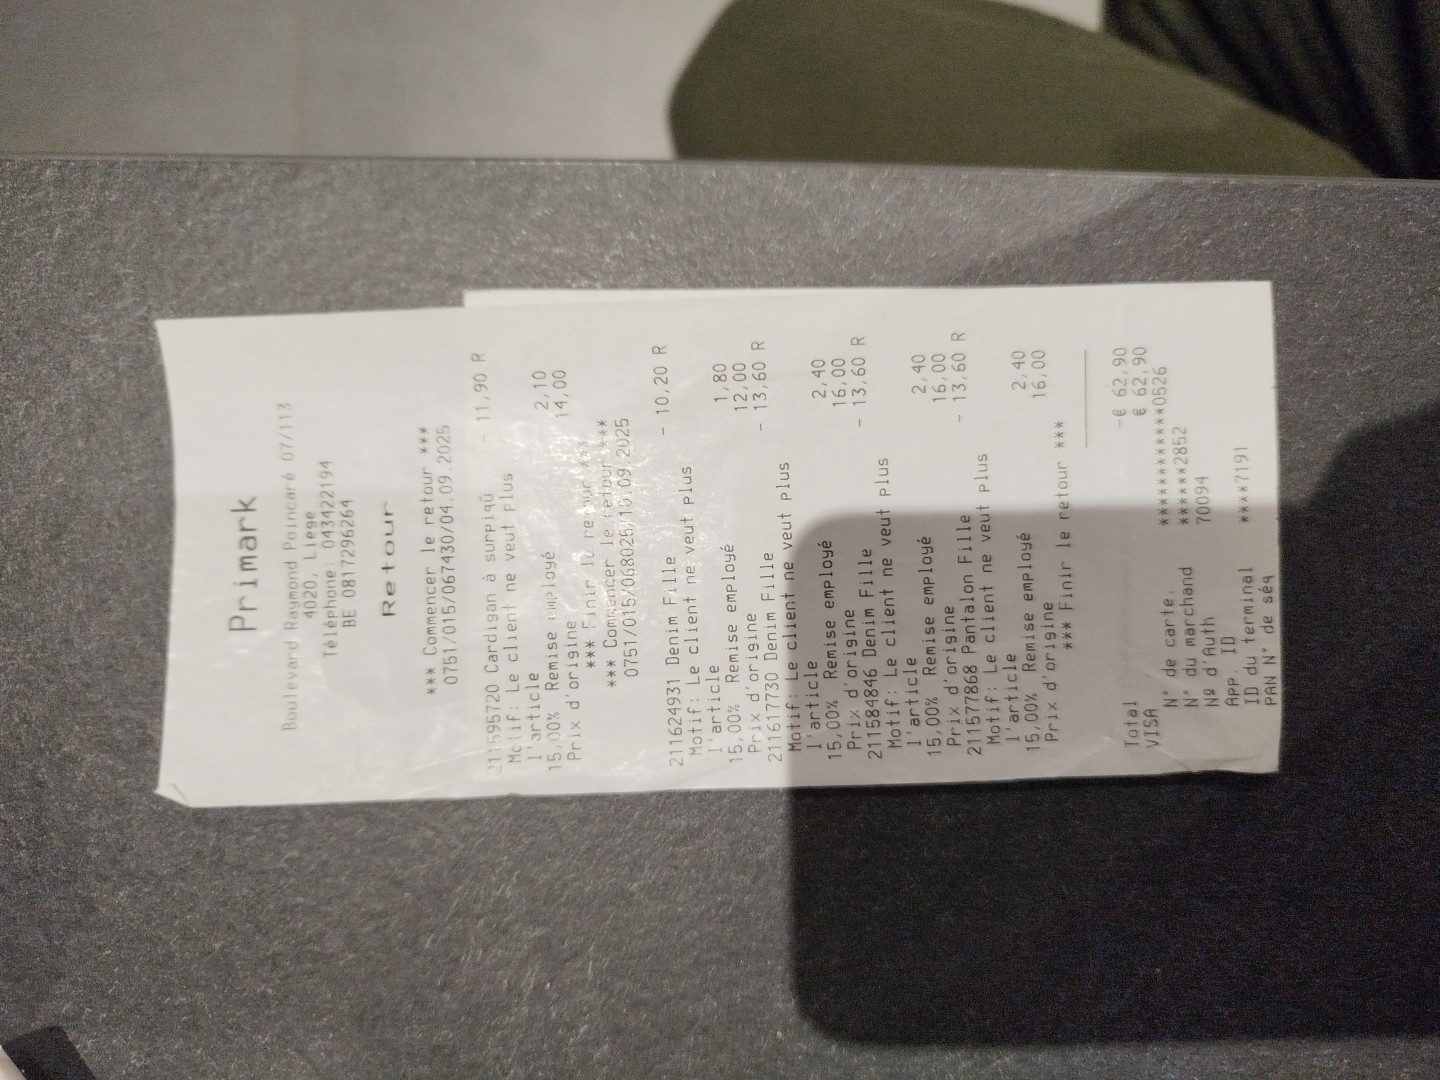 Primark
Boulevard Raymond Poincaré 07/113
4020, Liege
Téléphone: 043422194
BE 0817296264
Retour
*** Commencer le retour ***
0751/015/067430/04.09.2025
211595720 Cardigan à surpiqû - 11,90 R
Motif: Le client ne veut plus
l'article
15,00% Remise employé 2,10
Prix d'origine 14,00
*** Finir le retour ***
*** Commencer le retour ***
0751/015/068025/10.09.2025
211624931 Denim Fille - 10,20 R
Motif: Le client ne veut plus
l'article
15,00% Remise employé 1,80
Prix d'origine 12,00
211617730 Denim Fille - 13,60 R
Motif: Le client ne veut plus
l'article
15,00% Remise employé 2,40
Prix d'origine 16,00
211584846 Denim Fille - 13,60 R
Motif: Le client ne veut plus
l'article
15,00% Remise employé 2,40
Prix d'origine 16,00
211577868 Pantalon Fille - 13,60 R
Motif: Le client ne veut plus
l'article
15,00% Remise employé 2,40
Prix d'origine 16,00
*** Finir le retour ***
Total -€ 62,90
VISA € 62,90
N° de carte. ************0526
N° du marchand ******2852
Nº d'Auth 70094
APP ID
ID du terminal ****7191
PAN N° de séq